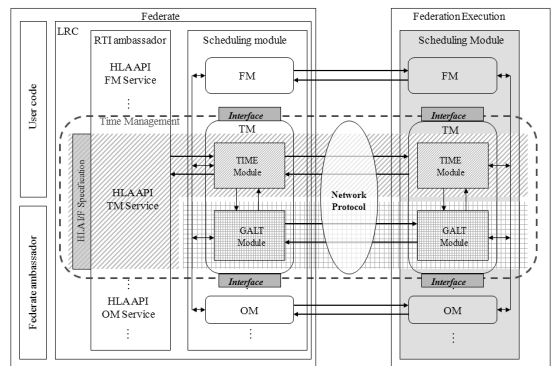 Federate
Federation Execution
LRC
RTI ambassador
Scheduling module
Scheduling Module
User code
HLAAPI
FM Service
⋮
FM
FM
Time Management
Interface
Interface
TM
TM
HLA I/F Specification
TIME
Module
TIME
Module
HLAAPI
TM Service
Network
Protocol
GALT
Module
GALT
Module
Federate ambassador
Interface
Interface
⋮
HLAAPI
OM Service
⋮
OM
OM
⋮
⋮